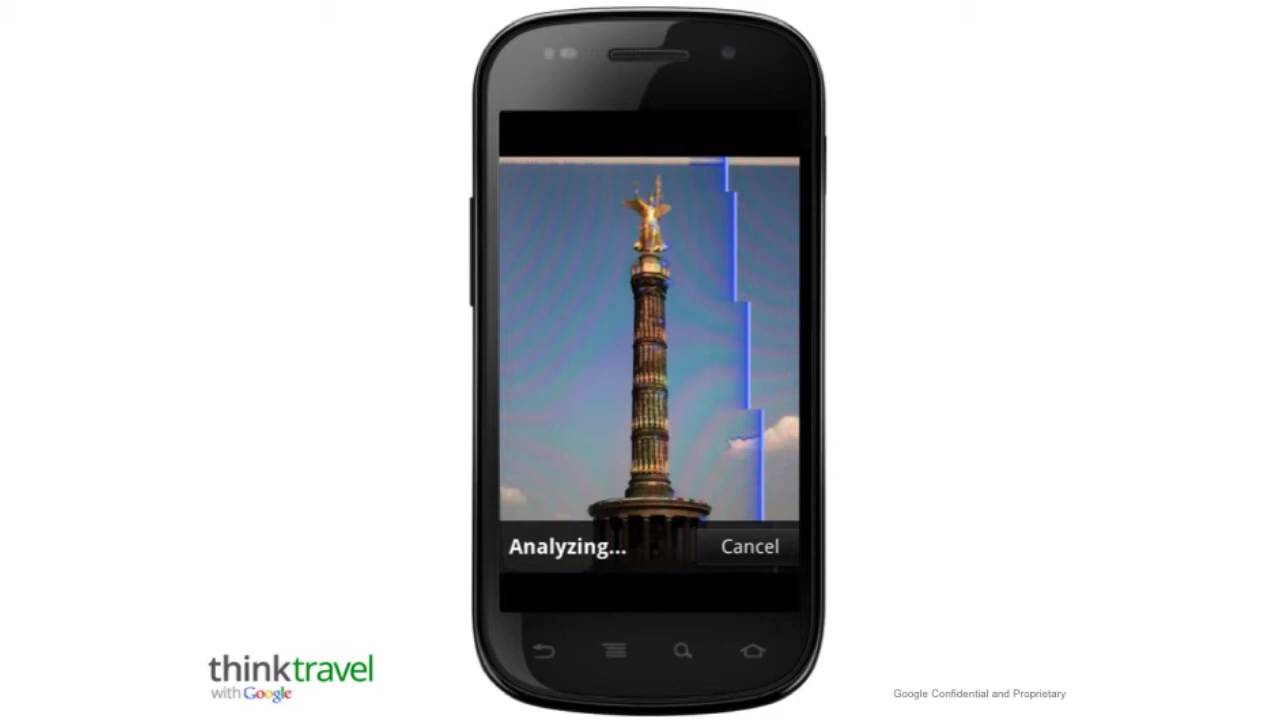 Analyzing...
Cancel
thinktravel
with Google
Google Confidential and Proprietary